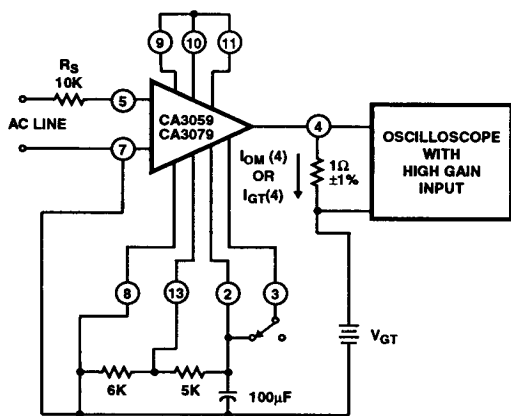 9
10
11
RS
10K
5
AC LINE
7
CA3059
CA3079
4
IOM (4)
OR
IGT(4)
1Ω
±1%
OSCILLOSCOPE
WITH
HIGH GAIN
INPUT
8
13
2
3
6K
5K
100μF
VGT